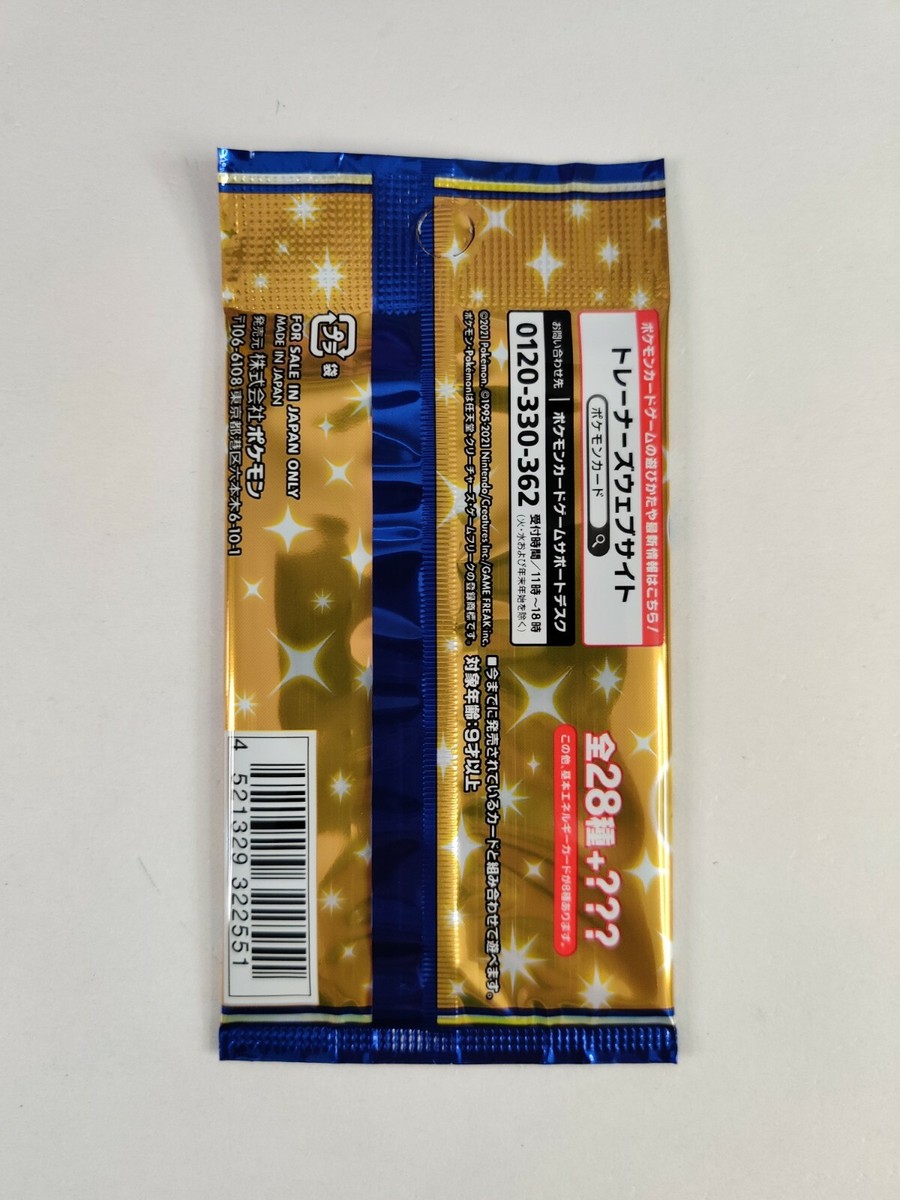 ポケモンカードゲームの遊びかたや最新情報はこちら!
トレーナーズウェブサイト
ポケモンカード
お問い合わせ先 ポケモンカードゲームサポートデスク
0120-330-362 受付時間/11時~18時
(火・水および年末年始を除く)
©2021 Pokémon. ©1995-2021 Nintendo/Creatures Inc./GAME FREAK inc.
ポケモン・Pokémonは任天堂・クリーチャーズ・ゲームフリークの登録商標です。
全28種+???
この他、基本エネルギーカードが8種あります。
■今までに発売されているカードと組み合わせて遊べます。
対象年齢:9才以上
プラ
袋
FOR SALE IN JAPAN ONLY
MADE IN JAPAN
発売元 株式会社ポケモン
〒106-6108 東京都港区六本木6-10-1
4 521329 322551